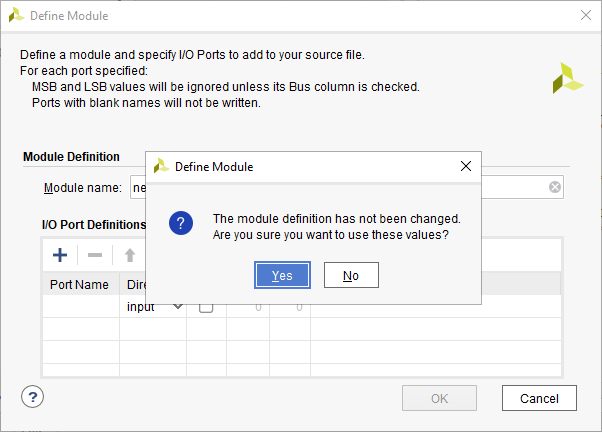 Define Module
Define a module and specify I/O Ports to add to your source file.
For each port specified:
MSB and LSB values will be ignored unless its Bus column is checked.
Ports with blank names will not be written.
Module Definition
Module name:
Define Module
The module definition has not been changed.
Are you sure you want to use these values?
Yes No
I/O Port Definitions
Port Name
input 0 0
? OK Cancel